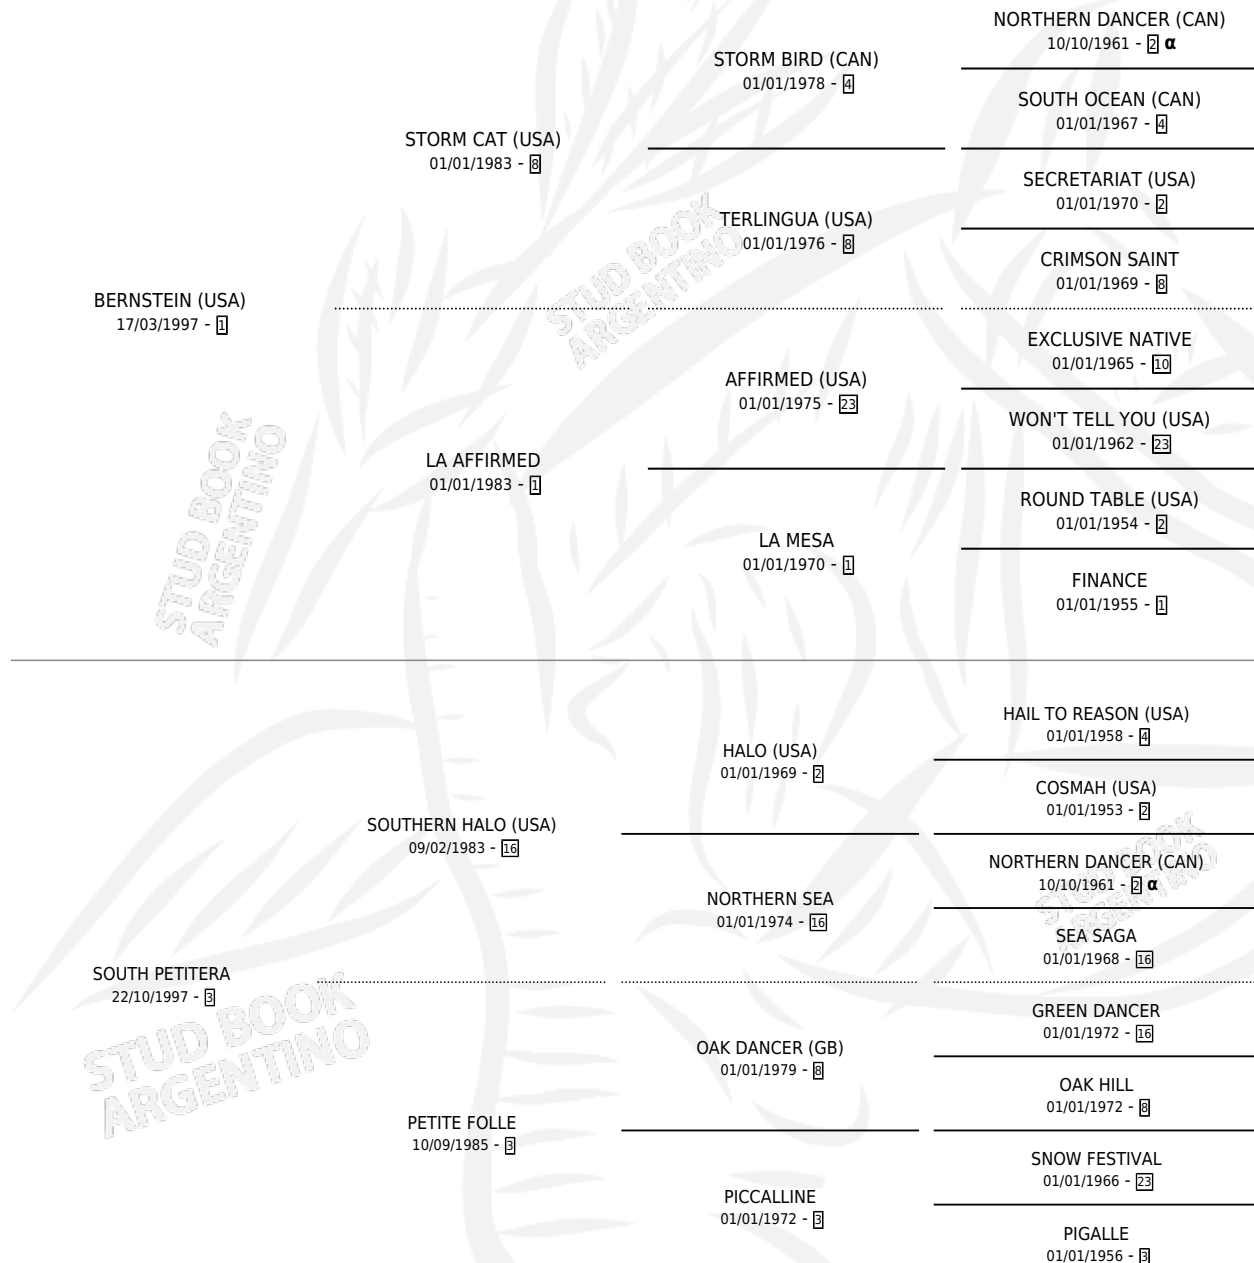 NORTHERN DANCER (CAN)
10/10/1961 - 2 α
STORM BIRD (CAN)
01/01/1978 - 4
SOUTH OCEAN (CAN)
01/01/1967 - 4
STORM CAT (USA)
01/01/1983 - 8
SECRETARIAT (USA)
01/01/1970 - 2
TERLINGUA (USA)
01/01/1976 - 8
CRIMSON SAINT
01/01/1969 - 8
BERNSTEIN (USA)
17/03/1997 - 1
EXCLUSIVE NATIVE
01/01/1965 - 10
AFFIRMED (USA)
01/01/1975 - 23
WON'T TELL YOU (USA)
01/01/1962 - 23
LA AFFIRMED
01/01/1983 - 1
ROUND TABLE (USA)
01/01/1954 - 2
LA MESA
01/01/1970 - 1
FINANCE
01/01/1955 - 1
HAIL TO REASON (USA)
01/01/1958 - 4
HALO (USA)
01/01/1969 - 2
COSMAH (USA)
01/01/1953 - 2
SOUTHERN HALO (USA)
09/02/1983 - 16
NORTHERN DANCER (CAN)
10/10/1961 - 2 α
NORTHERN SEA
01/01/1974 - 16
SEA SAGA
01/01/1968 - 16
SOUTH PETITERA
22/10/1997 - 3
GREEN DANCER
01/01/1972 - 16
OAK DANCER (GB)
01/01/1979 - 8
OAK HILL
01/01/1972 - 8
PETITE FOLLE
10/09/1985 - 3
SNOW FESTIVAL
01/01/1966 - 23
PICCALLINE
01/01/1972 - 3
PIGALLE
01/01/1956 - 3
STUD BOOK
ARGENTINO
STUD BOOK
ARGENTINO
STUD BOOK
ARGENTINO
STUD BOOK
ARGENTINO